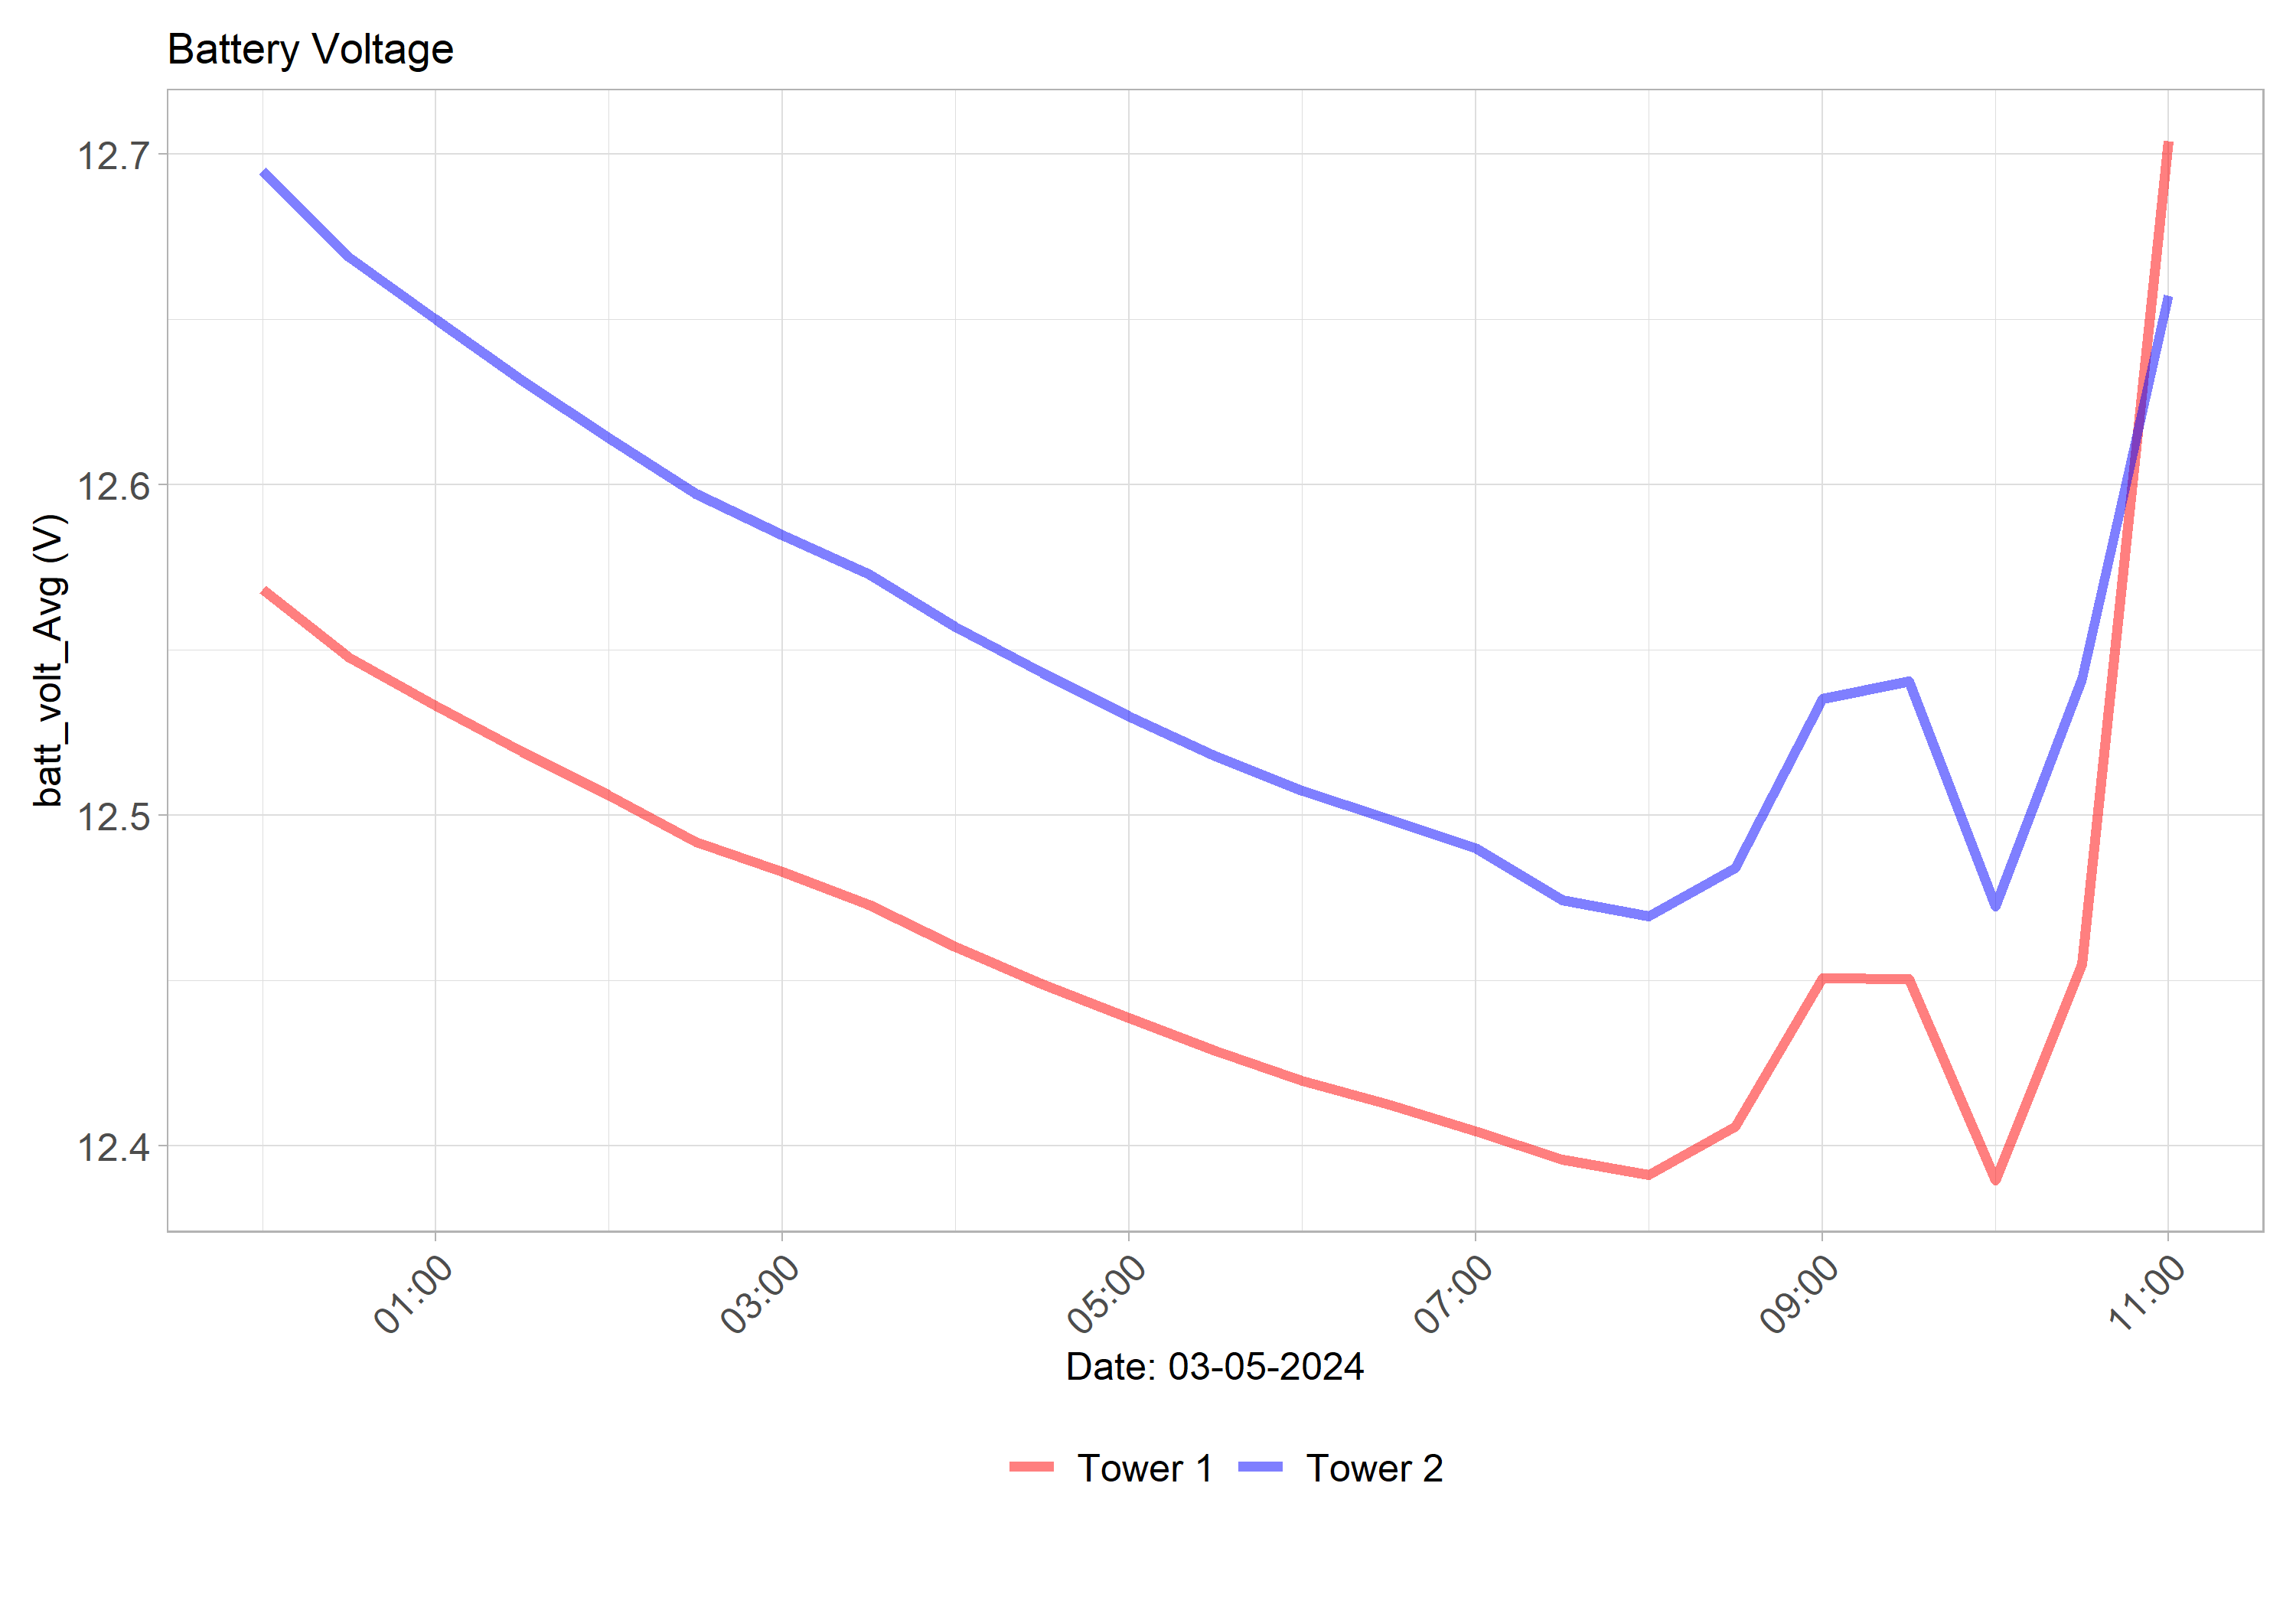 Battery Voltage
batt_volt_Avg (V)
12.7
12.6
12.5
12.4
01:00
03:00
05:00
07:00
09:00
11:00
Date: 03-05-2024
Tower 1
Tower 2